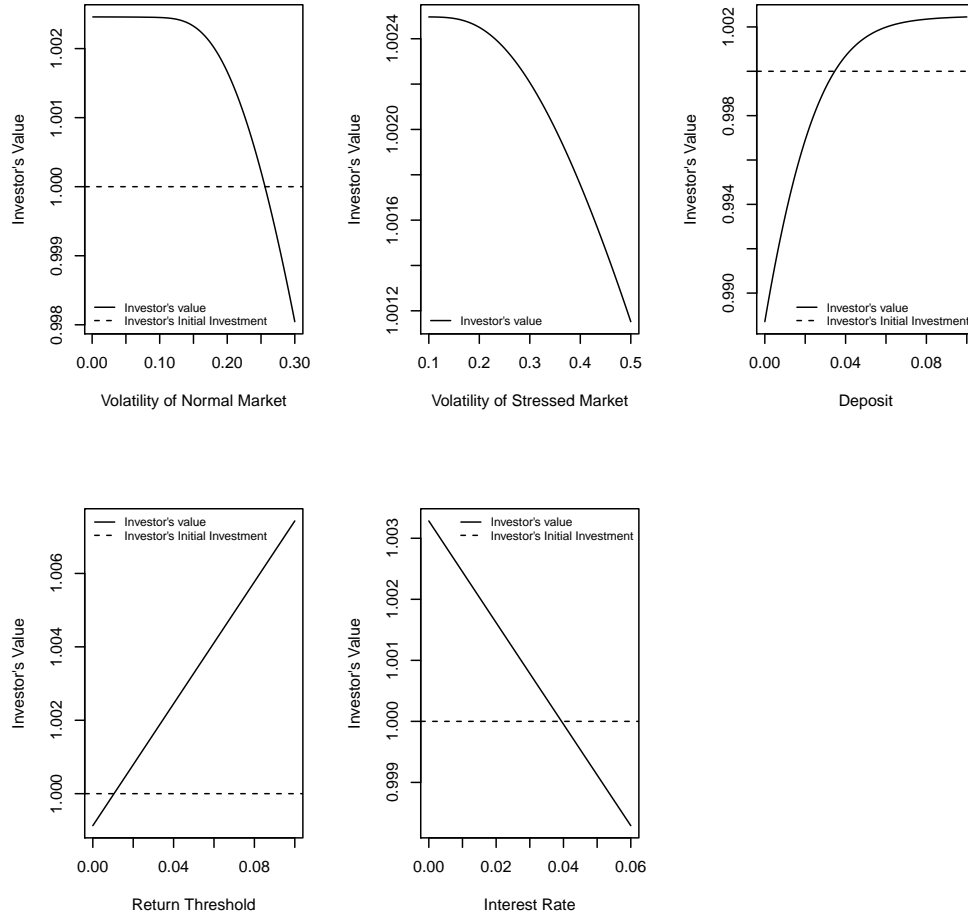 Investor's Value
1.002
1.001
1.000
0.999
0.998
Investor's value
Investor's Initial Investment
0.00 0.10 0.20 0.30
Volatility of Normal Market
Investor's Value
1.0024
1.0020
1.0016
1.0012
Investor's value
0.1 0.2 0.3 0.4 0.5
Volatility of Stressed Market
Investor's Value
1.002
0.998
0.994
0.990
Investor's value
Investor's Initial Investment
0.00 0.04 0.08
Deposit
Investor's Value
1.006
1.004
1.002
1.000
Investor's value
Investor's Initial Investment
0.00 0.04 0.08
Return Threshold
Investor's Value
1.003
1.002
1.001
1.000
0.999
Investor's value
Investor's Initial Investment
0.00 0.02 0.04 0.06
Interest Rate